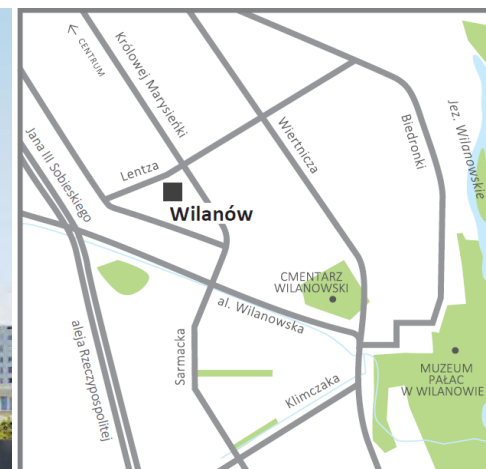 CENTRUM
Królowej Marysieńki
Jana III Sobieskiego
Lentza
Wiertnicza
Biedronki
Jez. Wilanowskie
Wilanów
CMENTARZ
WILANOWSKI
al. Wilanowska
aleja Rzeczypospolitej
Sarmacka
Klimczaka
MUZEUM
PAŁAC
W WILANOWIE